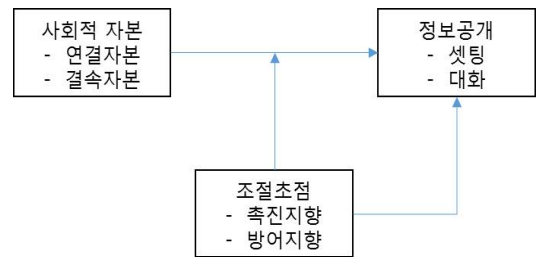 사회적 자본
- 연결자본
- 결속자본
정보공개
- 셋팅
- 대화
조절초점
- 촉진지향
- 방어지향